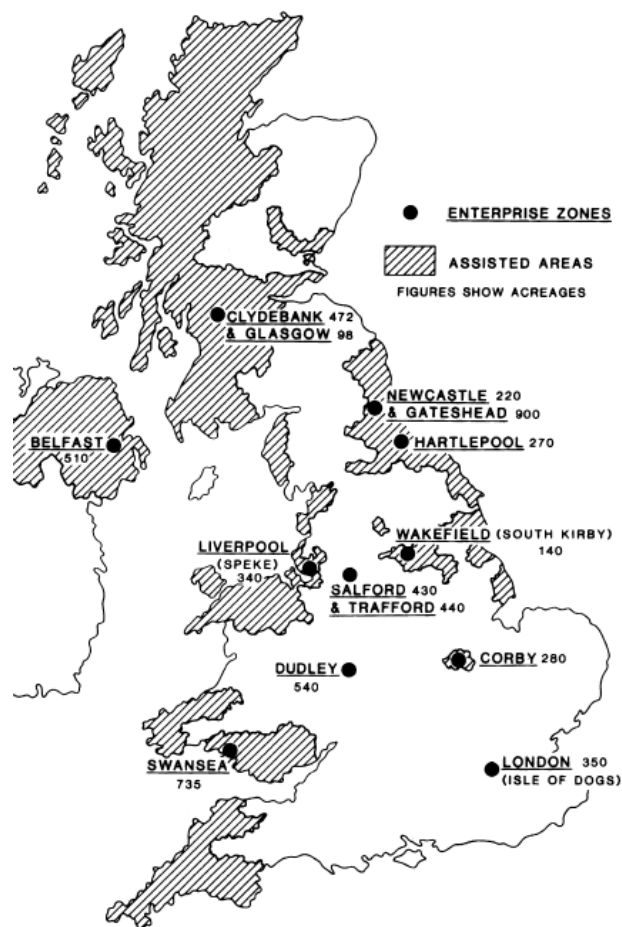 ENTERPRISE ZONES
ASSISTED AREAS
FIGURES SHOW ACREAGES
CLYDEBANK 472
& GLASGOW 98
NEWCASTLE 220
& GATESHEAD 900
HARTLEPOOL 270
BELFAST
510
WAKEFIELD (SOUTH KIRBY)
140
LIVERPOOL
(SPEKE)
340
SALFORD 430
& TRAFFORD 440
DUDLEY
540
CORBY 280
SWANSEA
735
LONDON 350
(ISLE OF DOGS)